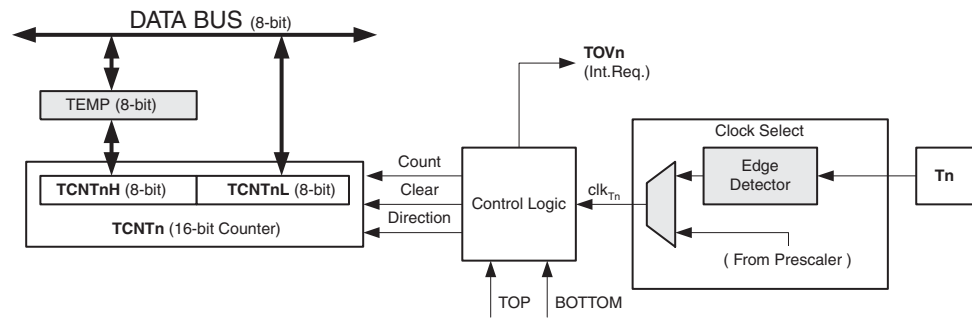 DATA BUS (8-bit)
TEMP (8-bit)
TCNTnH (8-bit) TCNTnL (8-bit)
TCNTn (16-bit Counter)
Count
Clear
Direction
Control Logic
TOVn
(Int.Req.)
TOP
BOTTOM
clkTn
Clock Select
Edge
Detector
( From Prescaler )
Tn